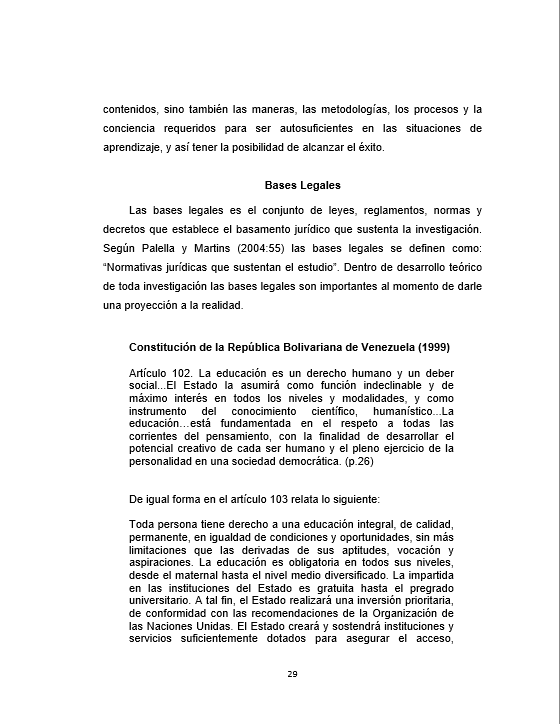 contenidos, sino también las maneras, las metodologías, los procesos y la
conciencia requeridos para ser autosuficientes en las situaciones de
aprendizaje, y así tener la posibilidad de alcanzar el éxito.
Bases Legales
Las bases legales es el conjunto de leyes, reglamentos, normas y
decretos que establece el basamento jurídico que sustenta la investigación.
Según Palella y Martins (2004:55) las bases legales se definen como:
“Normativas jurídicas que sustentan el estudio”. Dentro de desarrollo teórico
de toda investigación las bases legales son importantes al momento de darle
una proyección a la realidad.
Constitución de la República Bolivariana de Venezuela (1999)
Artículo 102. La educación es un derecho humano y un deber
social...El Estado la asumirá como función indeclinable y de
máximo interés en todos los niveles y modalidades, y como
instrumento del conocimiento científico, humanístico...La
educación…está fundamentada en el respeto a todas las
corrientes del pensamiento, con la finalidad de desarrollar el
potencial creativo de cada ser humano y el pleno ejercicio de la
personalidad en una sociedad democrática. (p.26)
De igual forma en el artículo 103 relata lo siguiente:
Toda persona tiene derecho a una educación integral, de calidad,
permanente, en igualdad de condiciones y oportunidades, sin más
limitaciones que las derivadas de sus aptitudes, vocación y
aspiraciones. La educación es obligatoria en todos sus niveles,
desde el maternal hasta el nivel medio diversificado. La impartida
en las instituciones del Estado es gratuita hasta el pregrado
universitario. A tal fin, el Estado realizará una inversión prioritaria,
de conformidad con las recomendaciones de la Organización de
las Naciones Unidas. El Estado creará y sostendrá instituciones y
servicios suficientemente dotados para asegurar el acceso,
29